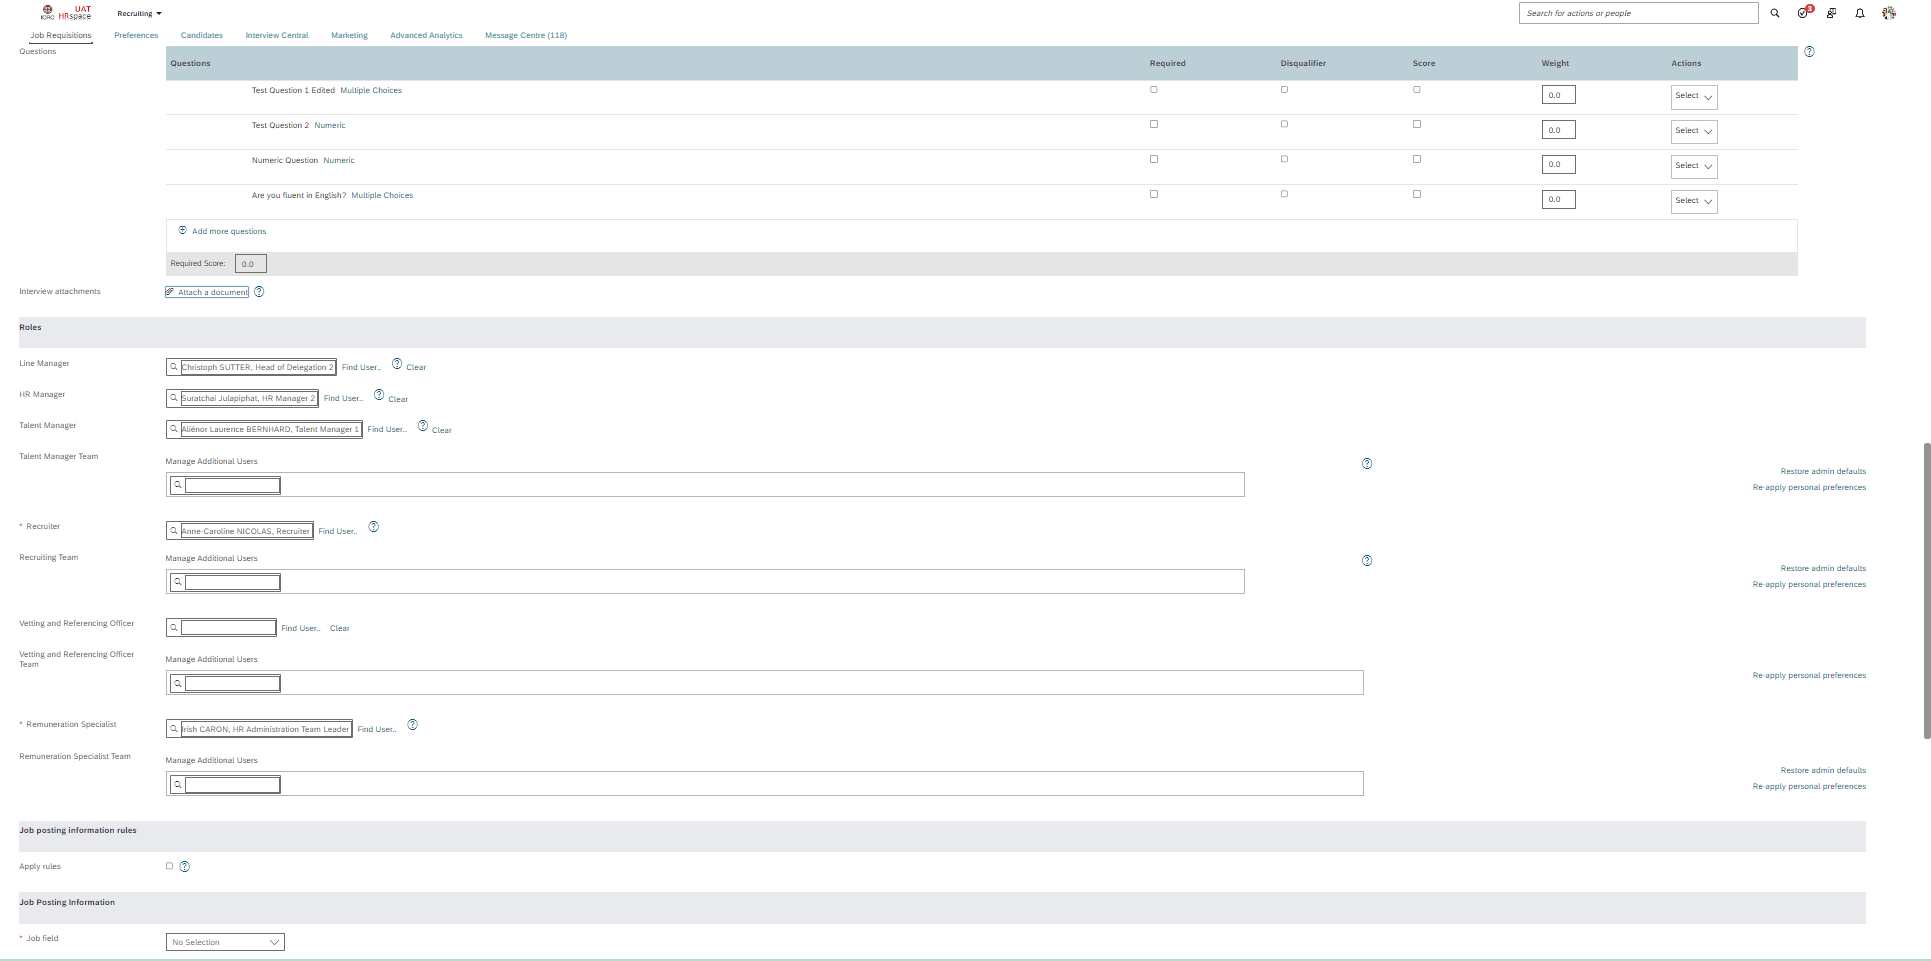 ICRC UAT HRspace Recruiting Search for actions or people 3
Job Requisitions Preferences Candidates Interview Central Marketing Advanced Analytics Message Centre (118)
Questions
Questions Required Disqualifier Score Weight Actions
Test Question 1 Edited Multiple Choices 0.0 Select
Test Question 2 Numeric 0.0 Select
Numeric Question Numeric 0.0 Select
Are you fluent in English? Multiple Choices 0.0 Select
Add more questions
Required Score: 0.0
Interview attachments Attach a document
Roles
Line Manager Christoph SUTTER, Head of Delegation 2 Find User.. Clear
HR Manager Suratchai Julapiphat, HR Manager 2 Find User.. Clear
Talent Manager Aliénor Laurence BERNHARD, Talent Manager 1 Find User.. Clear
Talent Manager Team Manage Additional Users
Restore admin defaults
Re-apply personal preferences
* Recruiter Anne-Caroline NICOLAS, Recruiter Find User..
Recruiting Team Manage Additional Users
Restore admin defaults
Re-apply personal preferences
Vetting and Referencing Officer Find User.. Clear
Vetting and Referencing Officer Team Manage Additional Users
Re-apply personal preferences
* Remuneration Specialist Irish CARON, HR Administration Team Leader Find User..
Remuneration Specialist Team Manage Additional Users
Restore admin defaults
Re-apply personal preferences
Job posting information rules
Apply rules
Job Posting Information
* Job field No Selection